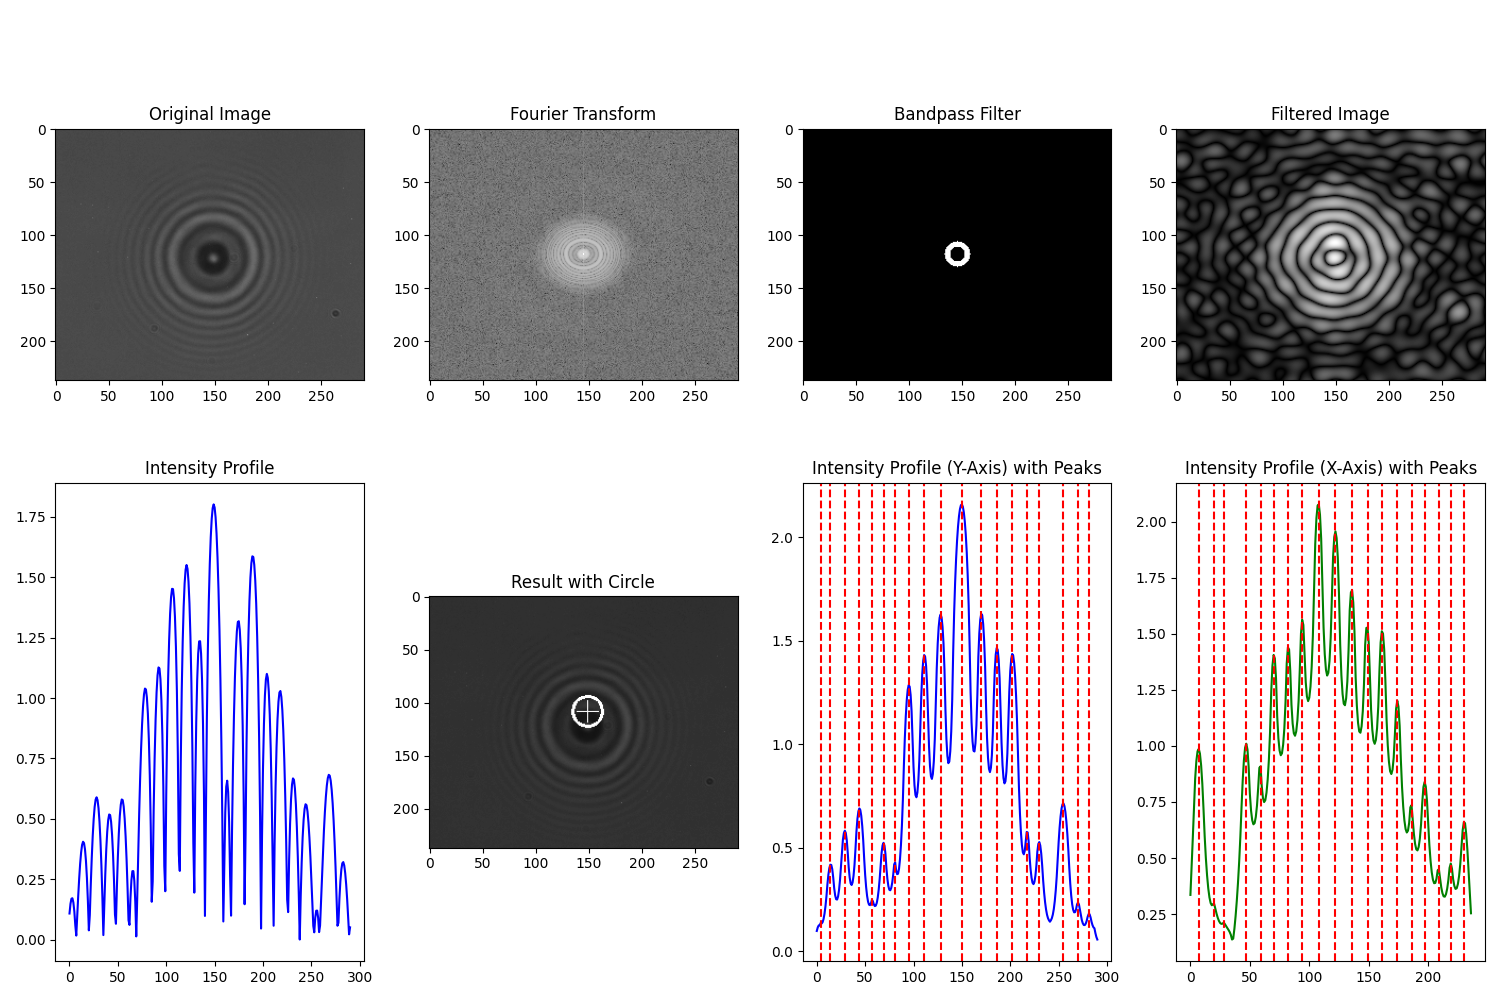 Original Image
Fourier Transform
Bandpass Filter
Filtered Image
0
50
100
150
200
0 50 100 150 200 250
0
50
100
150
200
0 50 100 150 200 250
0
50
100
150
200
0 50 100 150 200 250
0
50
100
150
200
0 50 100 150 200 250
Intensity Profile
1.75
1.50
1.25
1.00
0.75
0.50
0.25
0.00
0 50 100 150 200 250 300
Result with Circle
0
50
100
150
200
0 50 100 150 200 250
Intensity Profile (Y-Axis) with Peaks
2.0
1.5
1.0
0.5
0.0
0 50 100 150 200 250 300
Intensity Profile (X-Axis) with Peaks
2.00
1.75
1.50
1.25
1.00
0.75
0.50
0.25
0 50 100 150 200